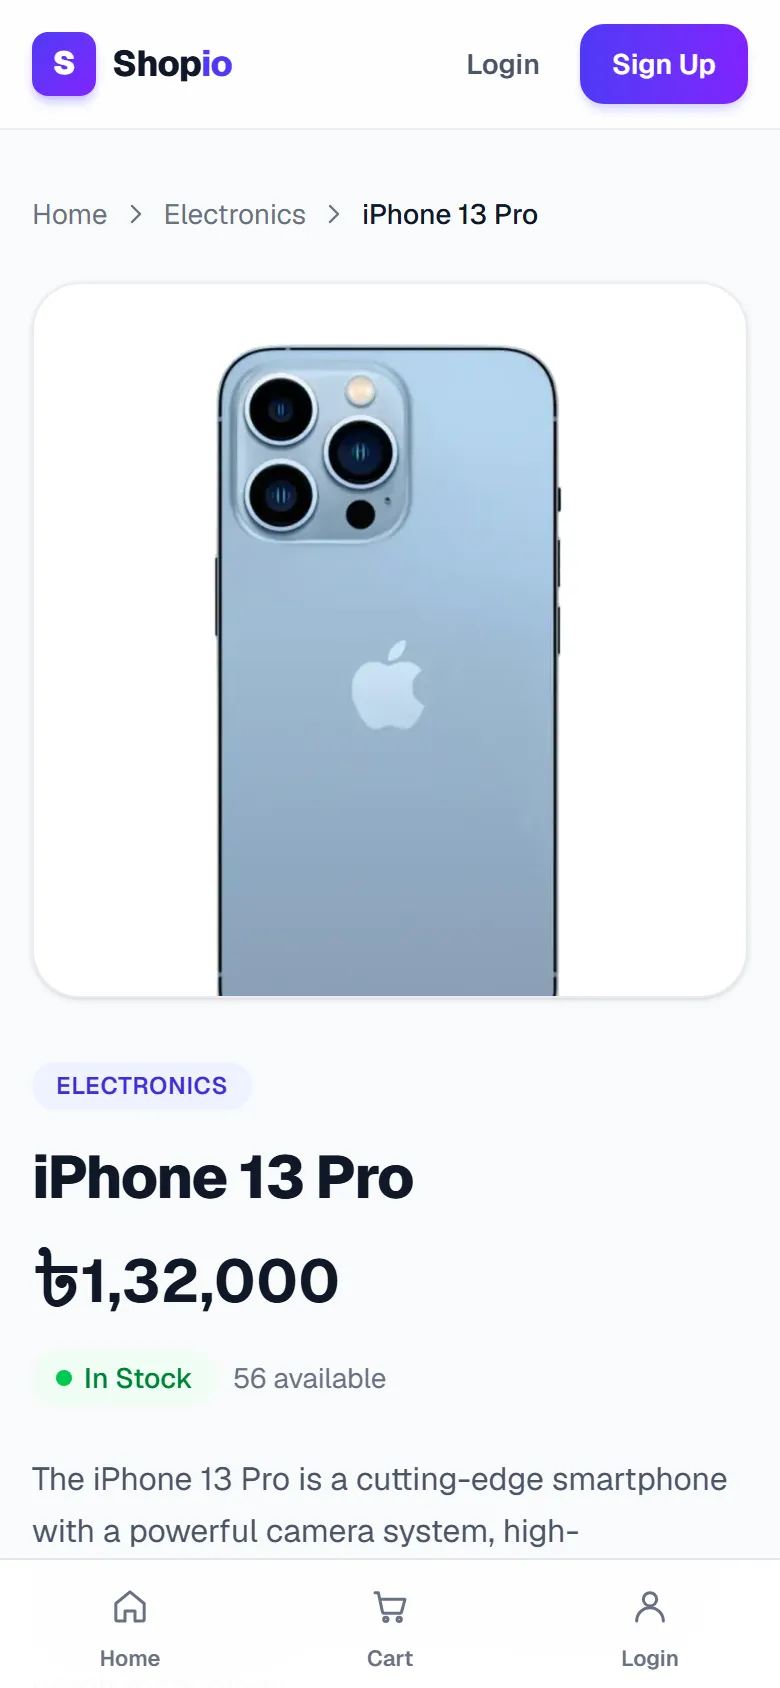 S Shopio
Login
Sign Up
Home > Electronics > iPhone 13 Pro
ELECTRONICS
iPhone 13 Pro
৳1,32,000
In Stock
56 available
The iPhone 13 Pro is a cutting-edge smartphone
with a powerful camera system, high-
Home
Cart
Login